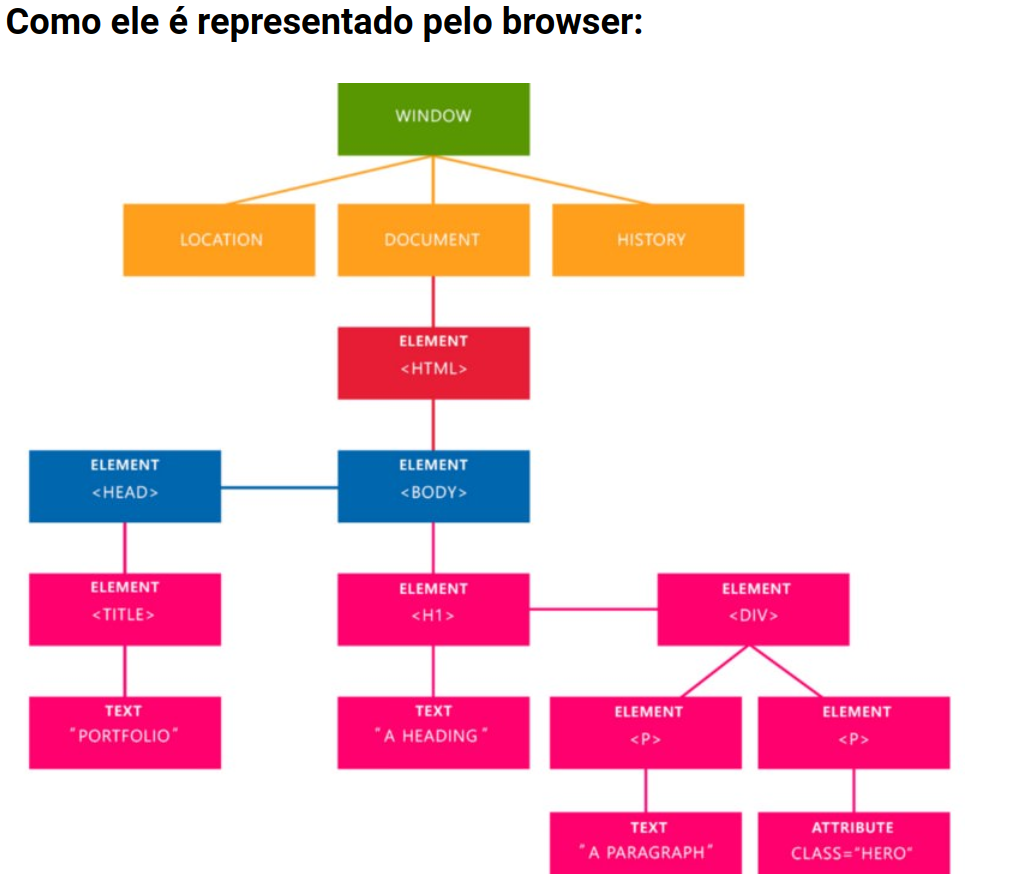 Como ele é representado pelo browser:
WINDOW
LOCATION
DOCUMENT
HISTORY
ELEMENT
<HTML>
ELEMENT
<HEAD>
ELEMENT
<BODY>
ELEMENT
<TITLE>
ELEMENT
<H1>
ELEMENT
<DIV>
TEXT
"PORTFOLIO"
TEXT
"A HEADING"
ELEMENT
<P>
ELEMENT
<P>
TEXT
"A PARAGRAPH"
ATTRIBUTE
CLASS="HERO"